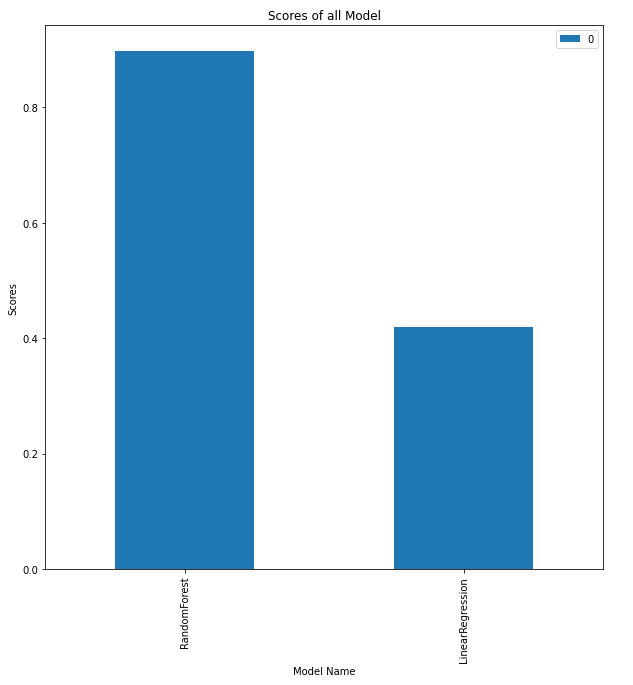 Scores of all Model
0
0.8
0.6
0.4
0.2
0.0
Scores
RandomForest
LinearRegression
Model Name